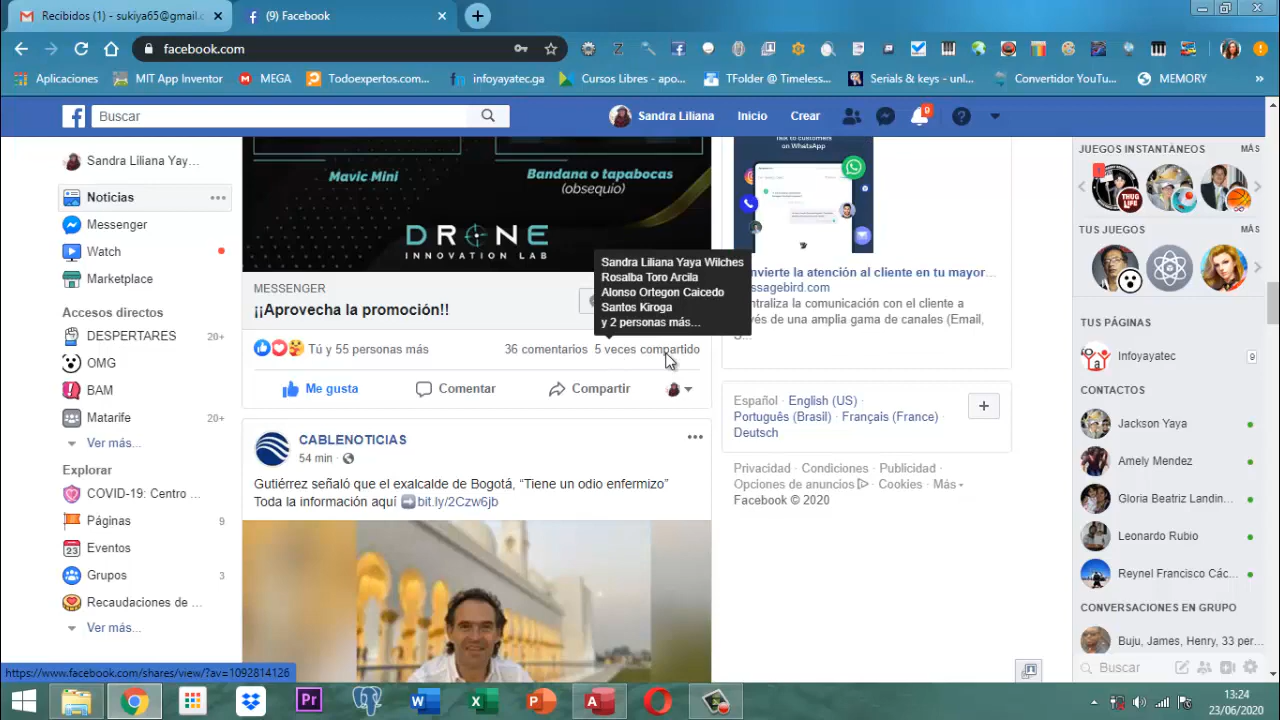 Recibidos (1) - sukiya65@gmail.c
(9) Facebook
facebook.com
Aplicaciones
MIT App Inventor
MEGA
Todoexpertos.com...
infoyayatec.ga
Cursos Libres - apo...
TFolder @ Timeless...
Serials & keys - unl...
Convertidor YouTu...
MEMORY
Buscar
Sandra Liliana
Inicio
Crear
9
Sandra Liliana Yay...
Noticias
Messenger
Watch
Marketplace
Accesos directos
DESPERTARES 20+
OMG
BAM
Matarife 20+
Ver más...
Explorar
COVID-19: Centro ...
Páginas 9
Eventos
Grupos 3
Recaudaciones de ...
Ver más...
Mavic Mini
Bandana o tapabocas
(obsequio)
DRONE
INNOVATION LAB
MESSENGER
¡¡Aprovecha la promoción!!
Sandra Liliana Yaya Wilches
Rosalba Toro Arcila
Alonso Ortegon Caicedo
Santos Kiroga
y 2 personas más...
Tú y 55 personas más
36 comentarios
5 veces compartido
Me gusta
Comentar
Compartir
CABLENOTICIAS
54 min
Gutiérrez señaló que el exalcalde de Bogotá, “Tiene un odio enfermizo”
Toda la información aquí bit.ly/2Czw6jb
Talk to customers
on WhatsApp
nvierte la atención al cliente en tu mayor...
ssagebird.com
ntraliza la comunicación con el cliente a
vés de una amplia gama de canales (Email,
S...
Español · English (US) ·
Português (Brasil) · Français (France) ·
Deutsch
Privacidad · Condiciones · Publicidad ·
Opciones de anuncios · Cookies · Más
Facebook © 2020
JUEGOS INSTANTÁNEOS MÁS
THUG LIFE
TUS JUEGOS MÁS
TUS PÁGINAS
Infoyayatec 9
CONTACTOS
Jackson Yaya
Amely Mendez
Gloria Beatriz Landin...
Leonardo Rubio
Reynel Francisco Các...
CONVERSACIONES EN GRUPO
Buju, James, Henry, 33 per...
Buscar
https://www.facebook.com/shares/view/?av=1092814126
13:24
23/06/2020